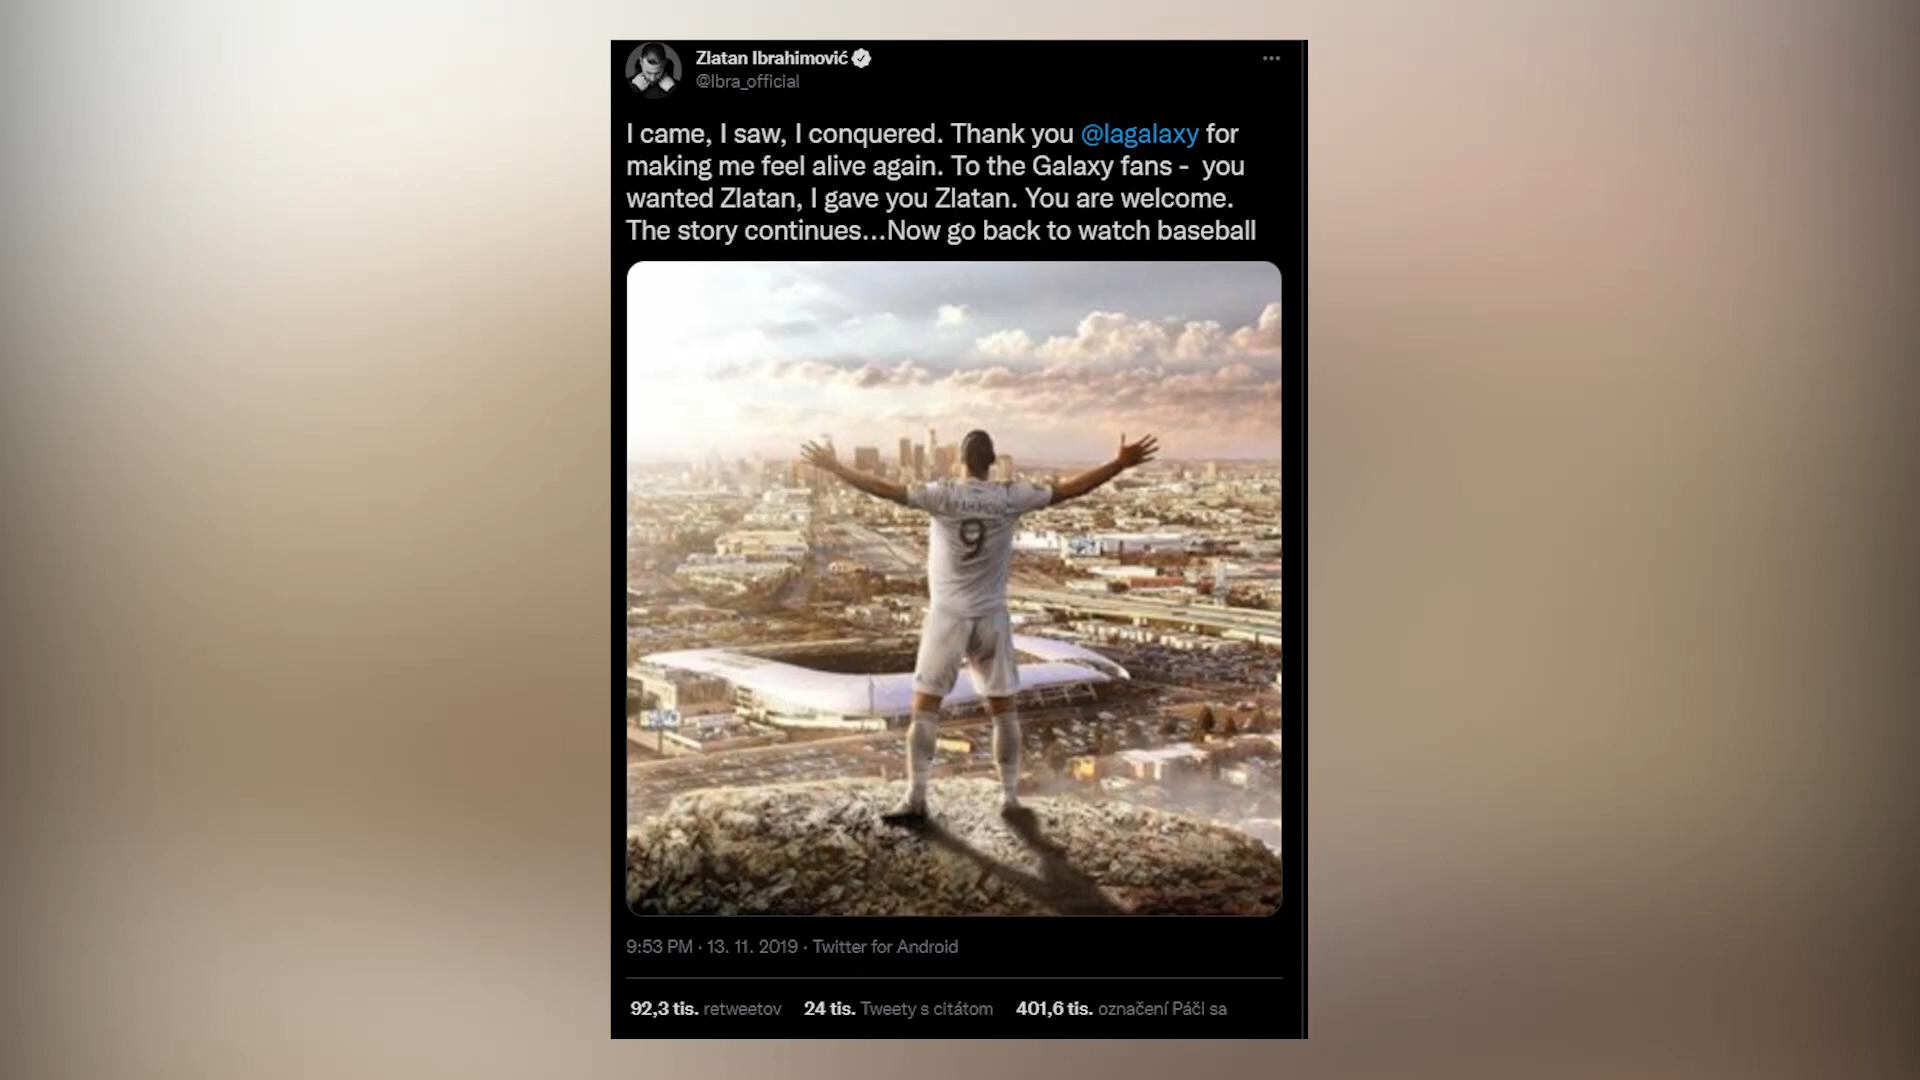 Zlatan Ibrahimović
@Ibra_official
I came, I saw, I conquered. Thank you @lagalaxy for
making me feel alive again. To the Galaxy fans - you
wanted Zlatan, I gave you Zlatan. You are welcome.
The story continues...Now go back to watch baseball
9
9:53 PM · 13. 11. 2019 · Twitter for Android
92,3 tis. retweetov 24 tis. Tweety s citátom 401,6 tis. označení Páči sa